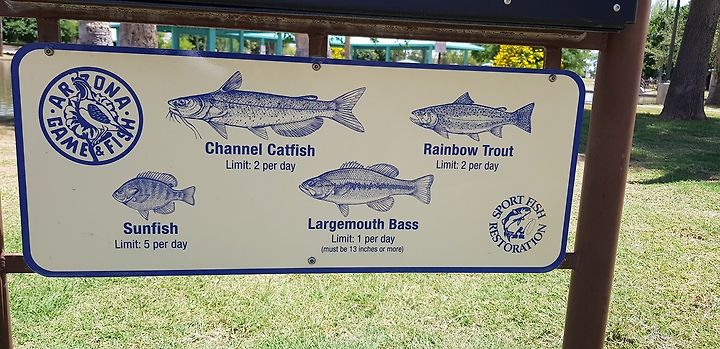 ARIZONA
GAME & FISH
Channel Catfish
Limit: 2 per day
Rainbow Trout
Limit: 2 per day
Sunfish
Limit: 5 per day
Largemouth Bass
Limit: 1 per day
(must be 13 inches or more)
SPORT FISH
RESTORATION